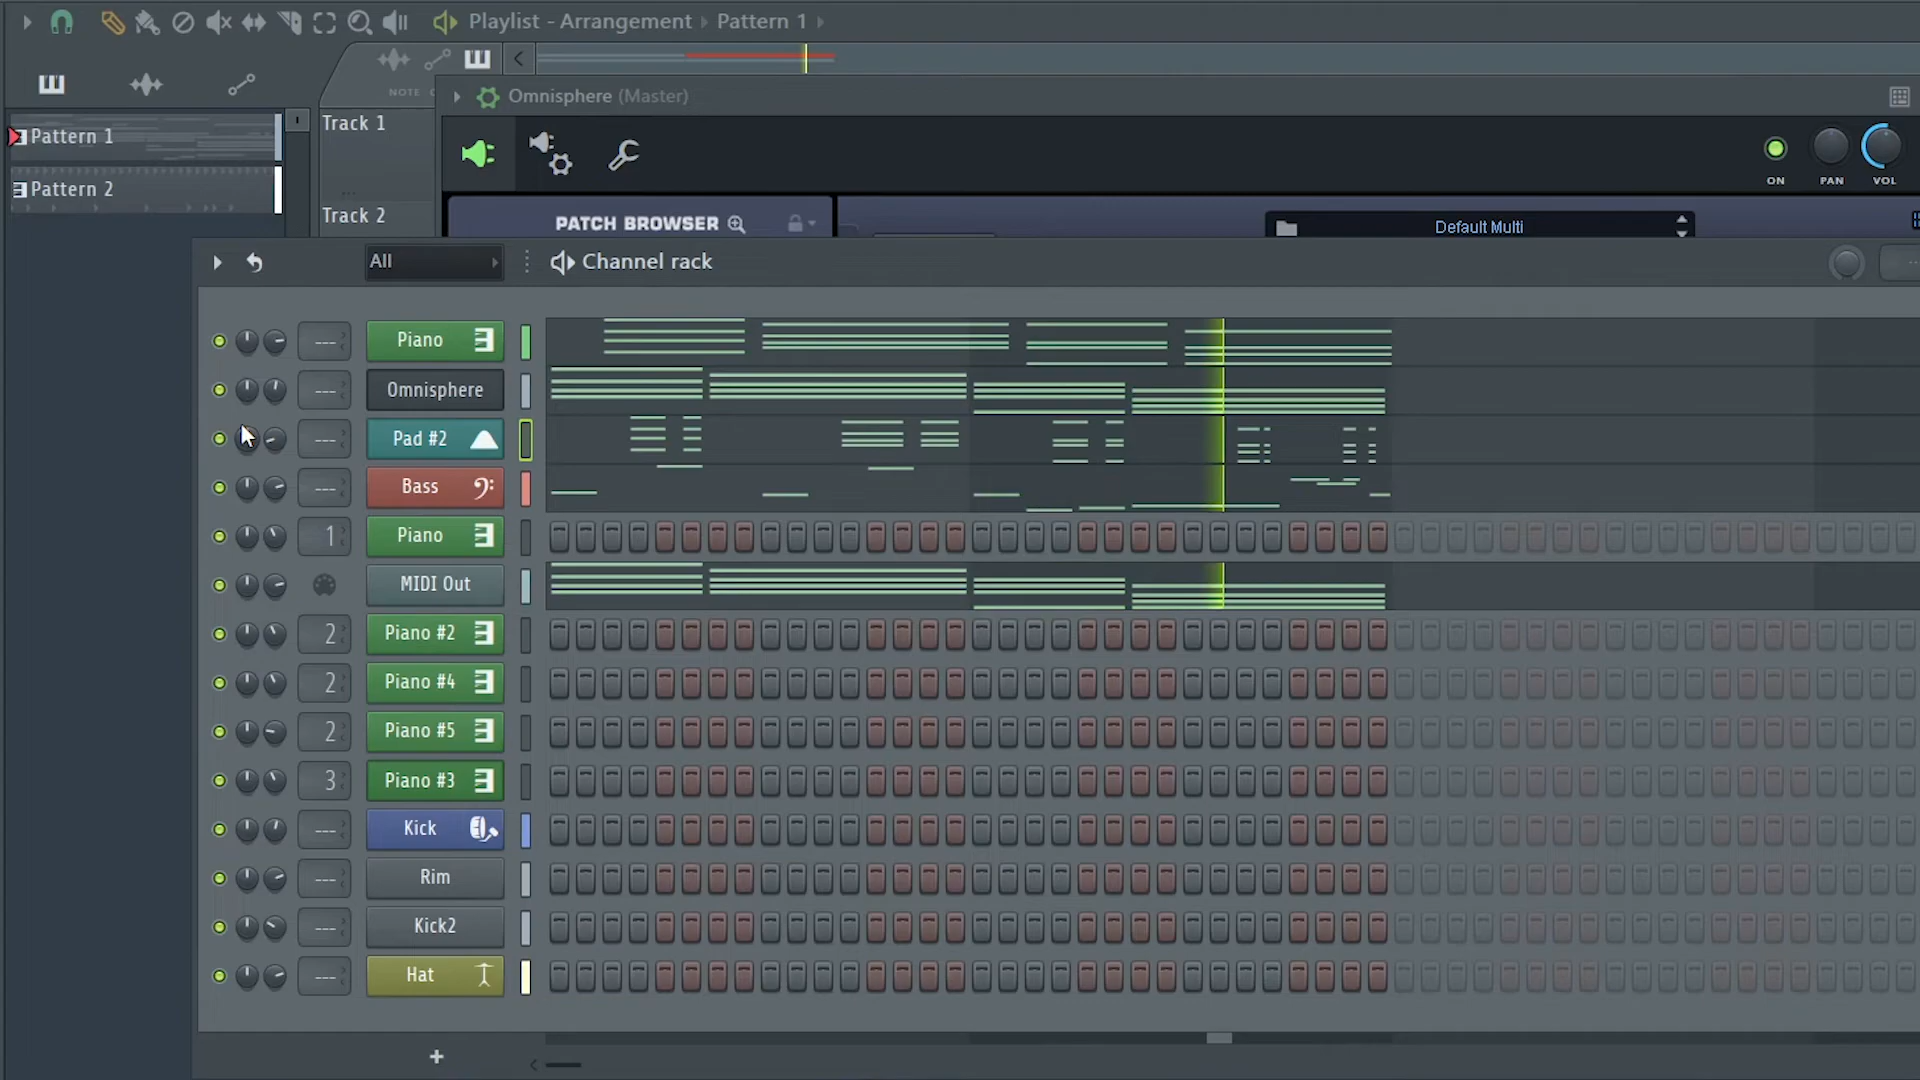 Playlist - Arrangement › Pattern 1 ›
NOTE
Omnisphere (Master)
Pattern 1
Track 1
ON PAN VOL
Pattern 2
Track 2
PATCH BROWSER
Default Multi
All
Channel rack
--- Piano
--- Omnisphere
--- Pad #2
--- Bass
1 Piano
MIDI Out
2 Piano #2
2 Piano #4
2 Piano #5
3 Piano #3
--- Kick
--- Rim
--- Kick2
--- Hat
+